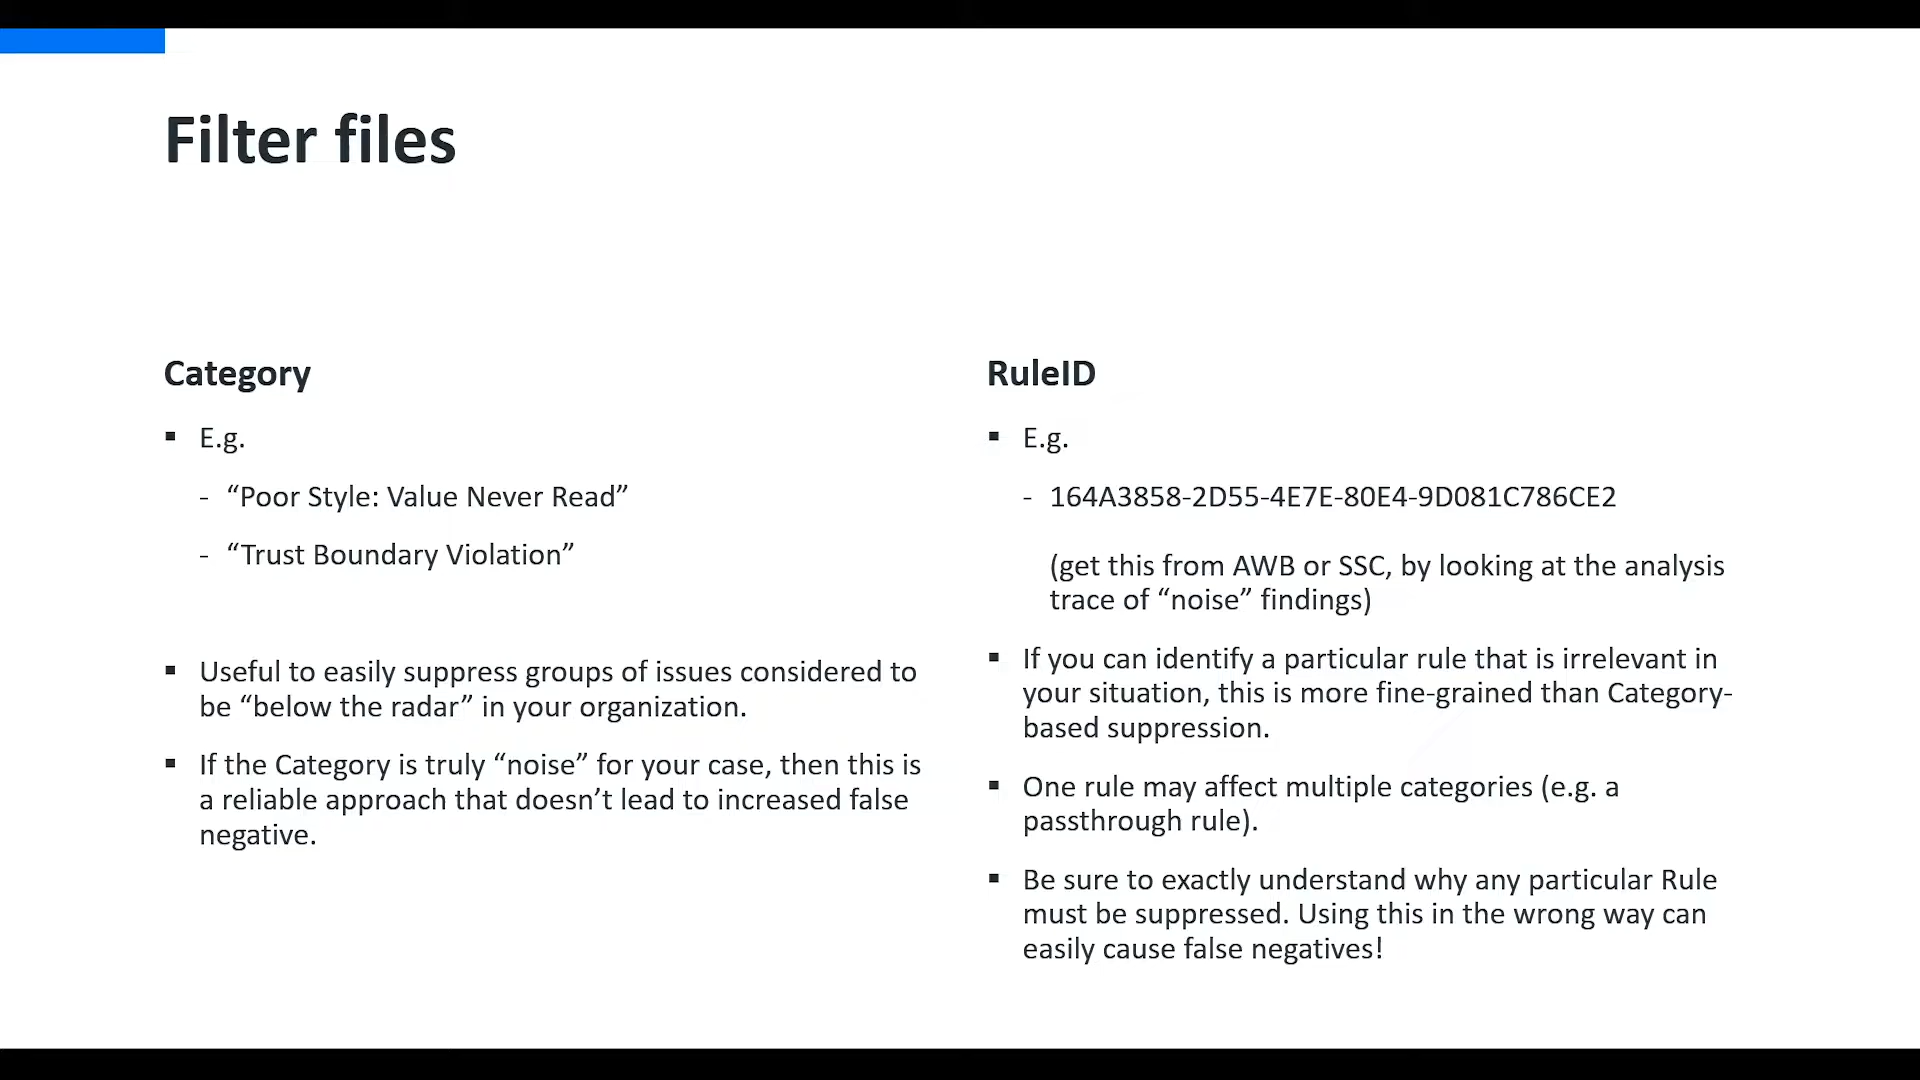 Filter files
Category
▪ E.g.
- “Poor Style: Value Never Read”
- “Trust Boundary Violation”
▪ Useful to easily suppress groups of issues considered to
be “below the radar” in your organization.
▪ If the Category is truly “noise” for your case, then this is
a reliable approach that doesn’t lead to increased false
negative.
RuleID
▪ E.g.
- 164A3858-2D55-4E7E-80E4-9D081C786CE2
(get this from AWB or SSC, by looking at the analysis
trace of “noise” findings)
▪ If you can identify a particular rule that is irrelevant in
your situation, this is more fine-grained than Category-
based suppression.
▪ One rule may affect multiple categories (e.g. a
passthrough rule).
▪ Be sure to exactly understand why any particular Rule
must be suppressed. Using this in the wrong way can
easily cause false negatives!